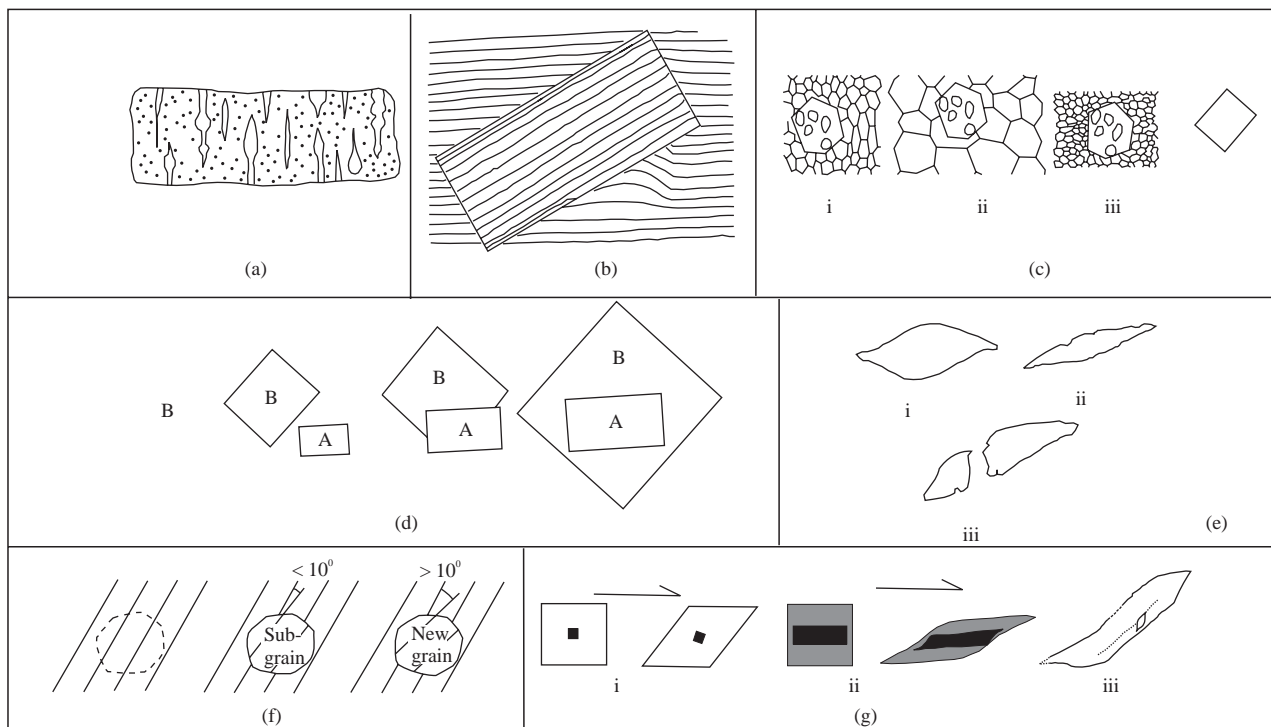 (a)
(b)
i
ii
iii
(c)
B
B
A
B
A
B
A
(d)
i
ii
iii
(e)
< 10⁰
> 10⁰
Sub-
grain
New
grain
(f)
i
ii
iii
(g)